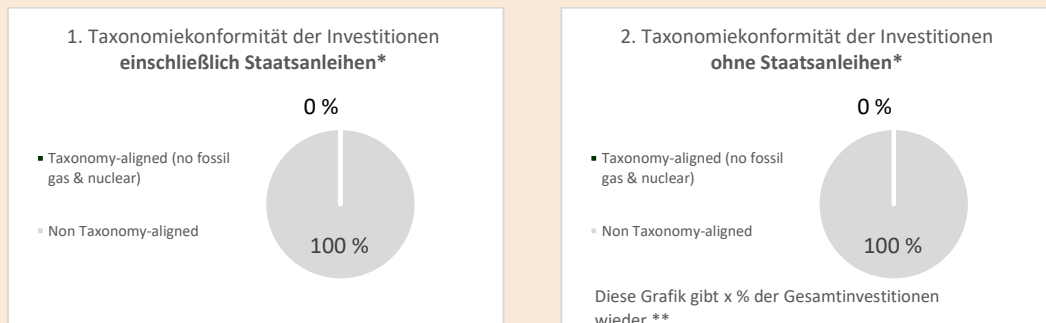 1. Taxonomiekonformität der Investitionen
einschließlich Staatsanleihen*
0 %
Taxonomy-aligned (no fossil
gas & nuclear)
Non Taxonomy-aligned
100 %
2. Taxonomiekonformität der Investitionen
ohne Staatsanleihen*
0 %
Taxonomy-aligned (no fossil
gas & nuclear)
Non Taxonomy-aligned
100 %
Diese Grafik gibt x % der Gesamtinvestitionen
wieder.**